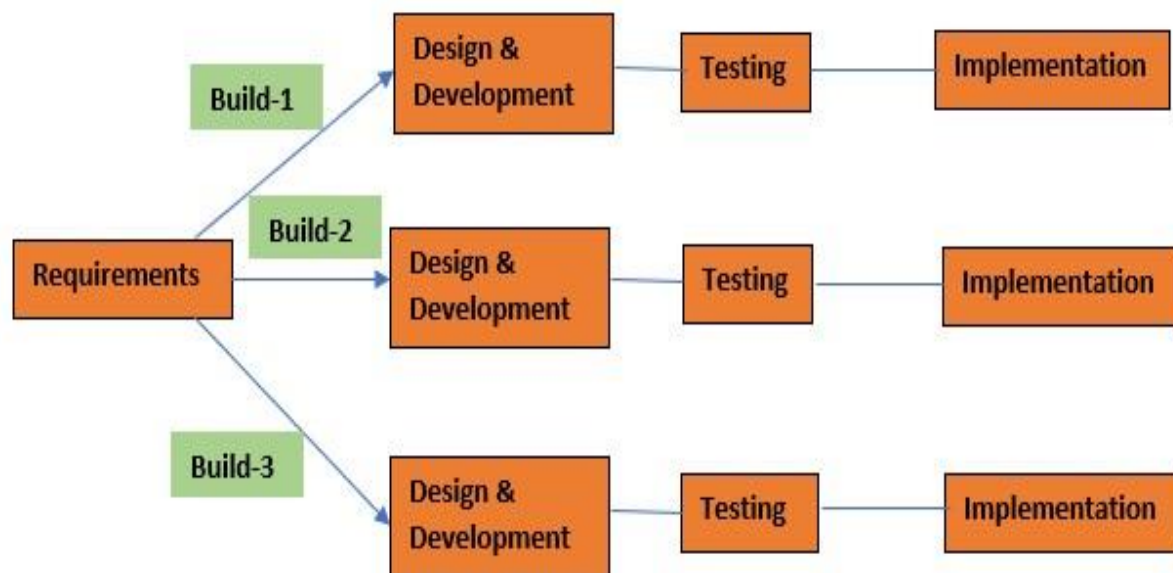 Build-1
Design &
Development
Testing
Implementation
Requirements
Build-2
Design &
Development
Testing
Implementation
Build-3
Design &
Development
Testing
Implementation